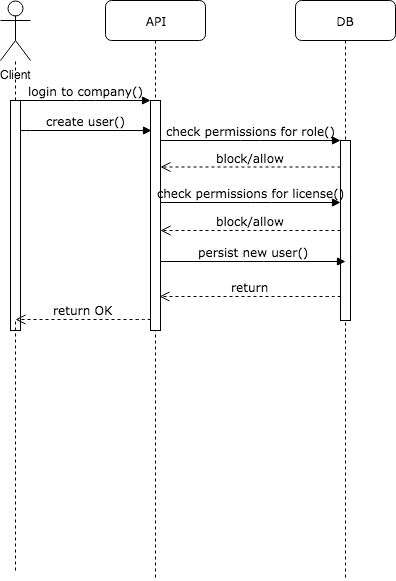 API
DB
Client
login to company()
create user()
check permissions for role()
block/allow
check permissions for license()
block/allow
persist new user()
return
return OK